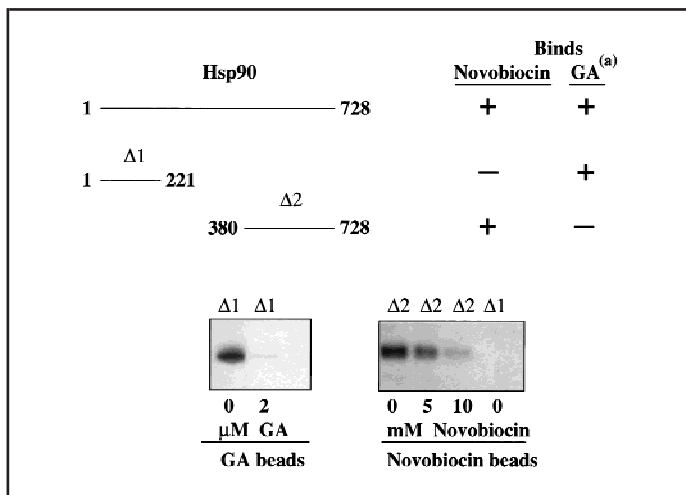 Binds
Hsp90 Novobiocin GA(a)
1 728 + +
Δ1
1 221 − +
Δ2
380 728 + −
Δ1 Δ1 Δ2 Δ2 Δ2 Δ1
0 2 0 5 10 0
μM GA mM Novobiocin
GA beads Novobiocin beads